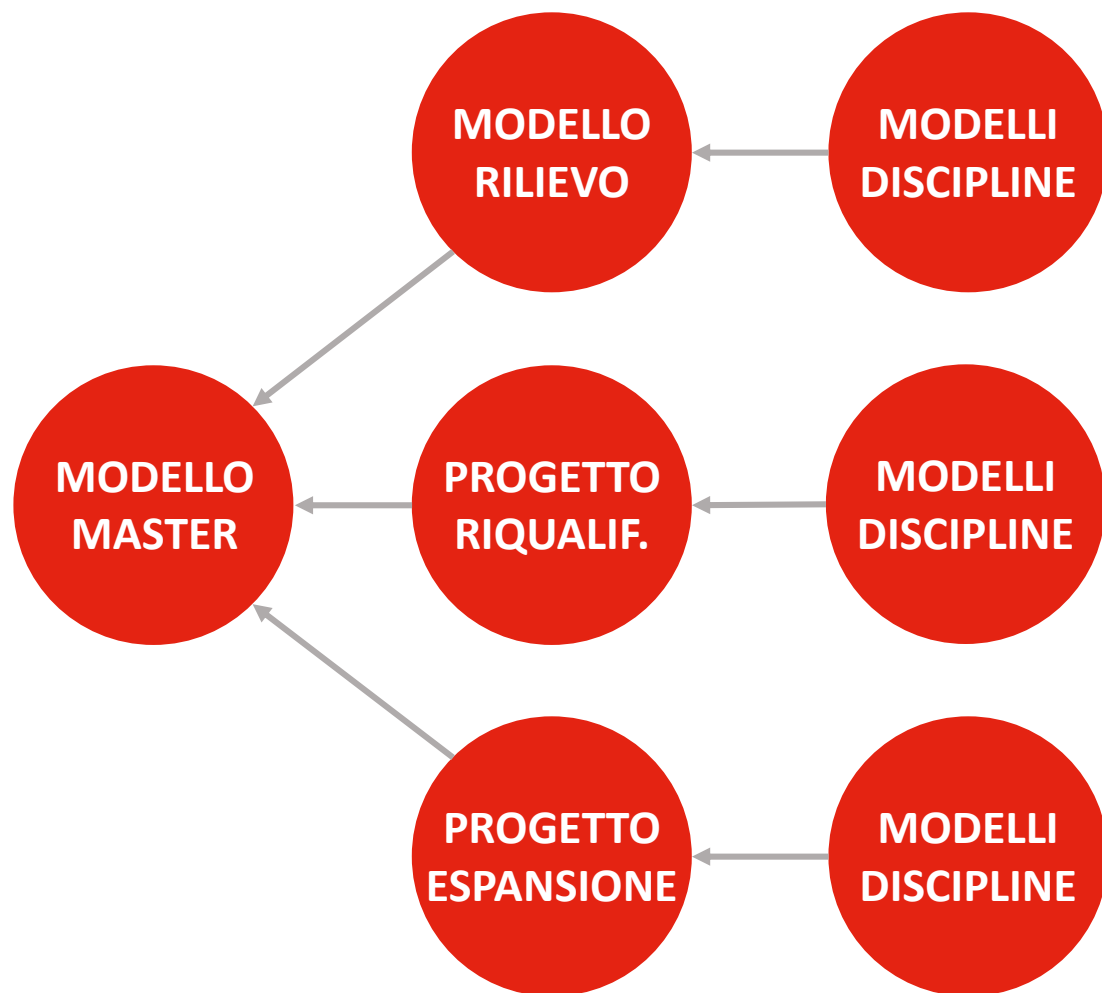 MODELLO
RILIEVO
MODELLI
DISCIPLINE
MODELLO
MASTER
PROGETTO
RIQUALIF.
MODELLI
DISCIPLINE
PROGETTO
ESPANSIONE
MODELLI
DISCIPLINE